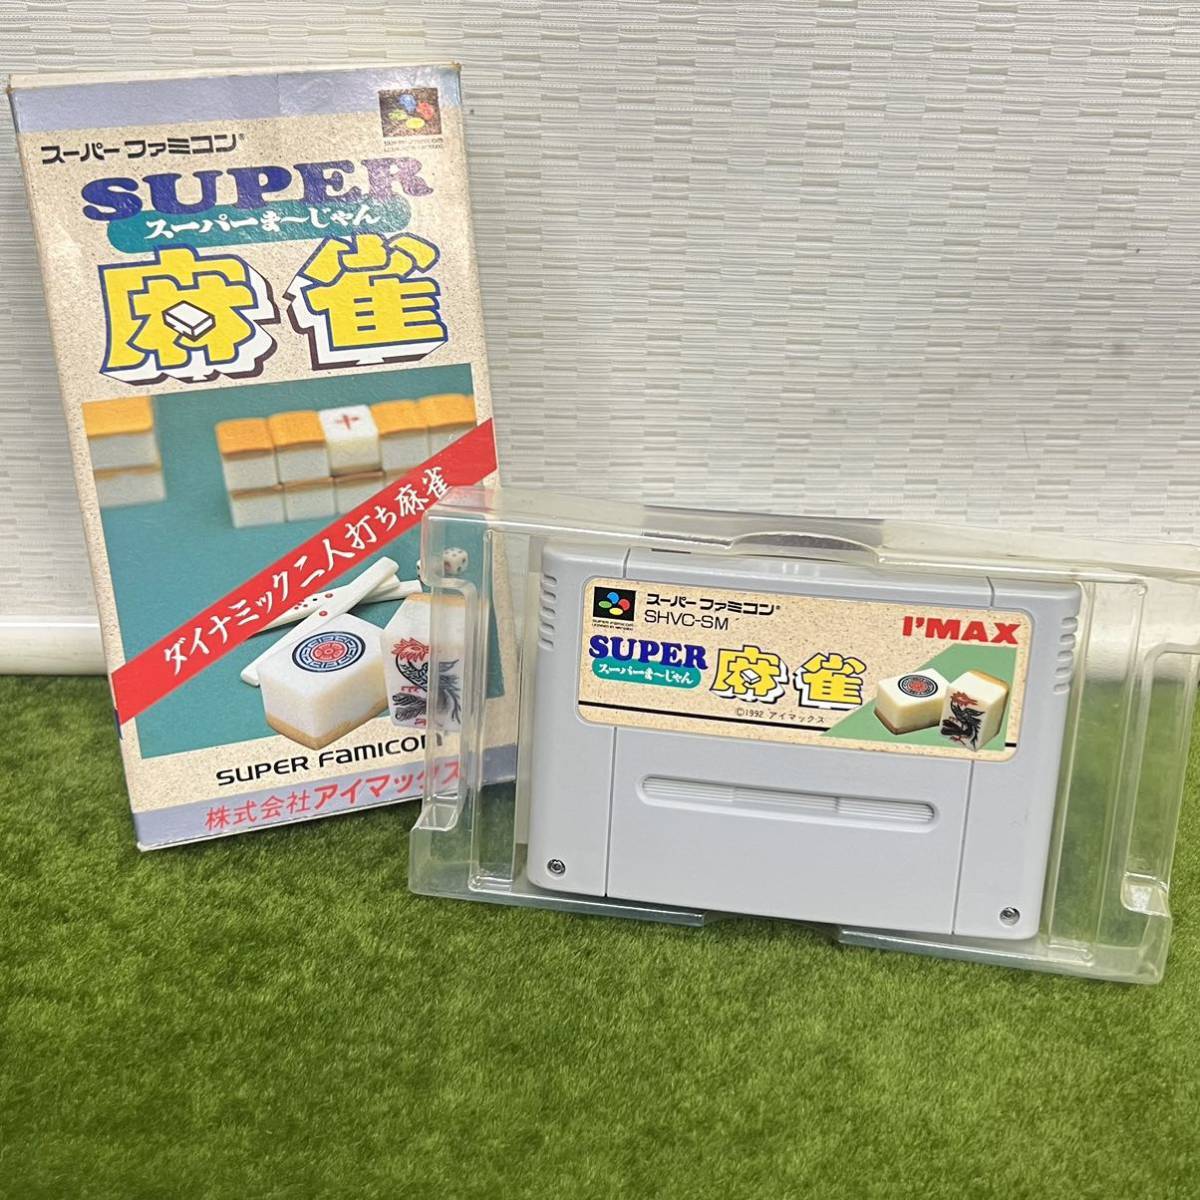 スーパーファミコン®
SUPER
スーパーま〜じゃん
麻雀
ダイナミック二人打ち麻雀
SUPER FAMICOM
株式会社アイマックス
スーパーファミコン®
SHVC-SM
I'MAX
SUPER
スーパーま〜じゃん
麻雀
©1992 アイマックス